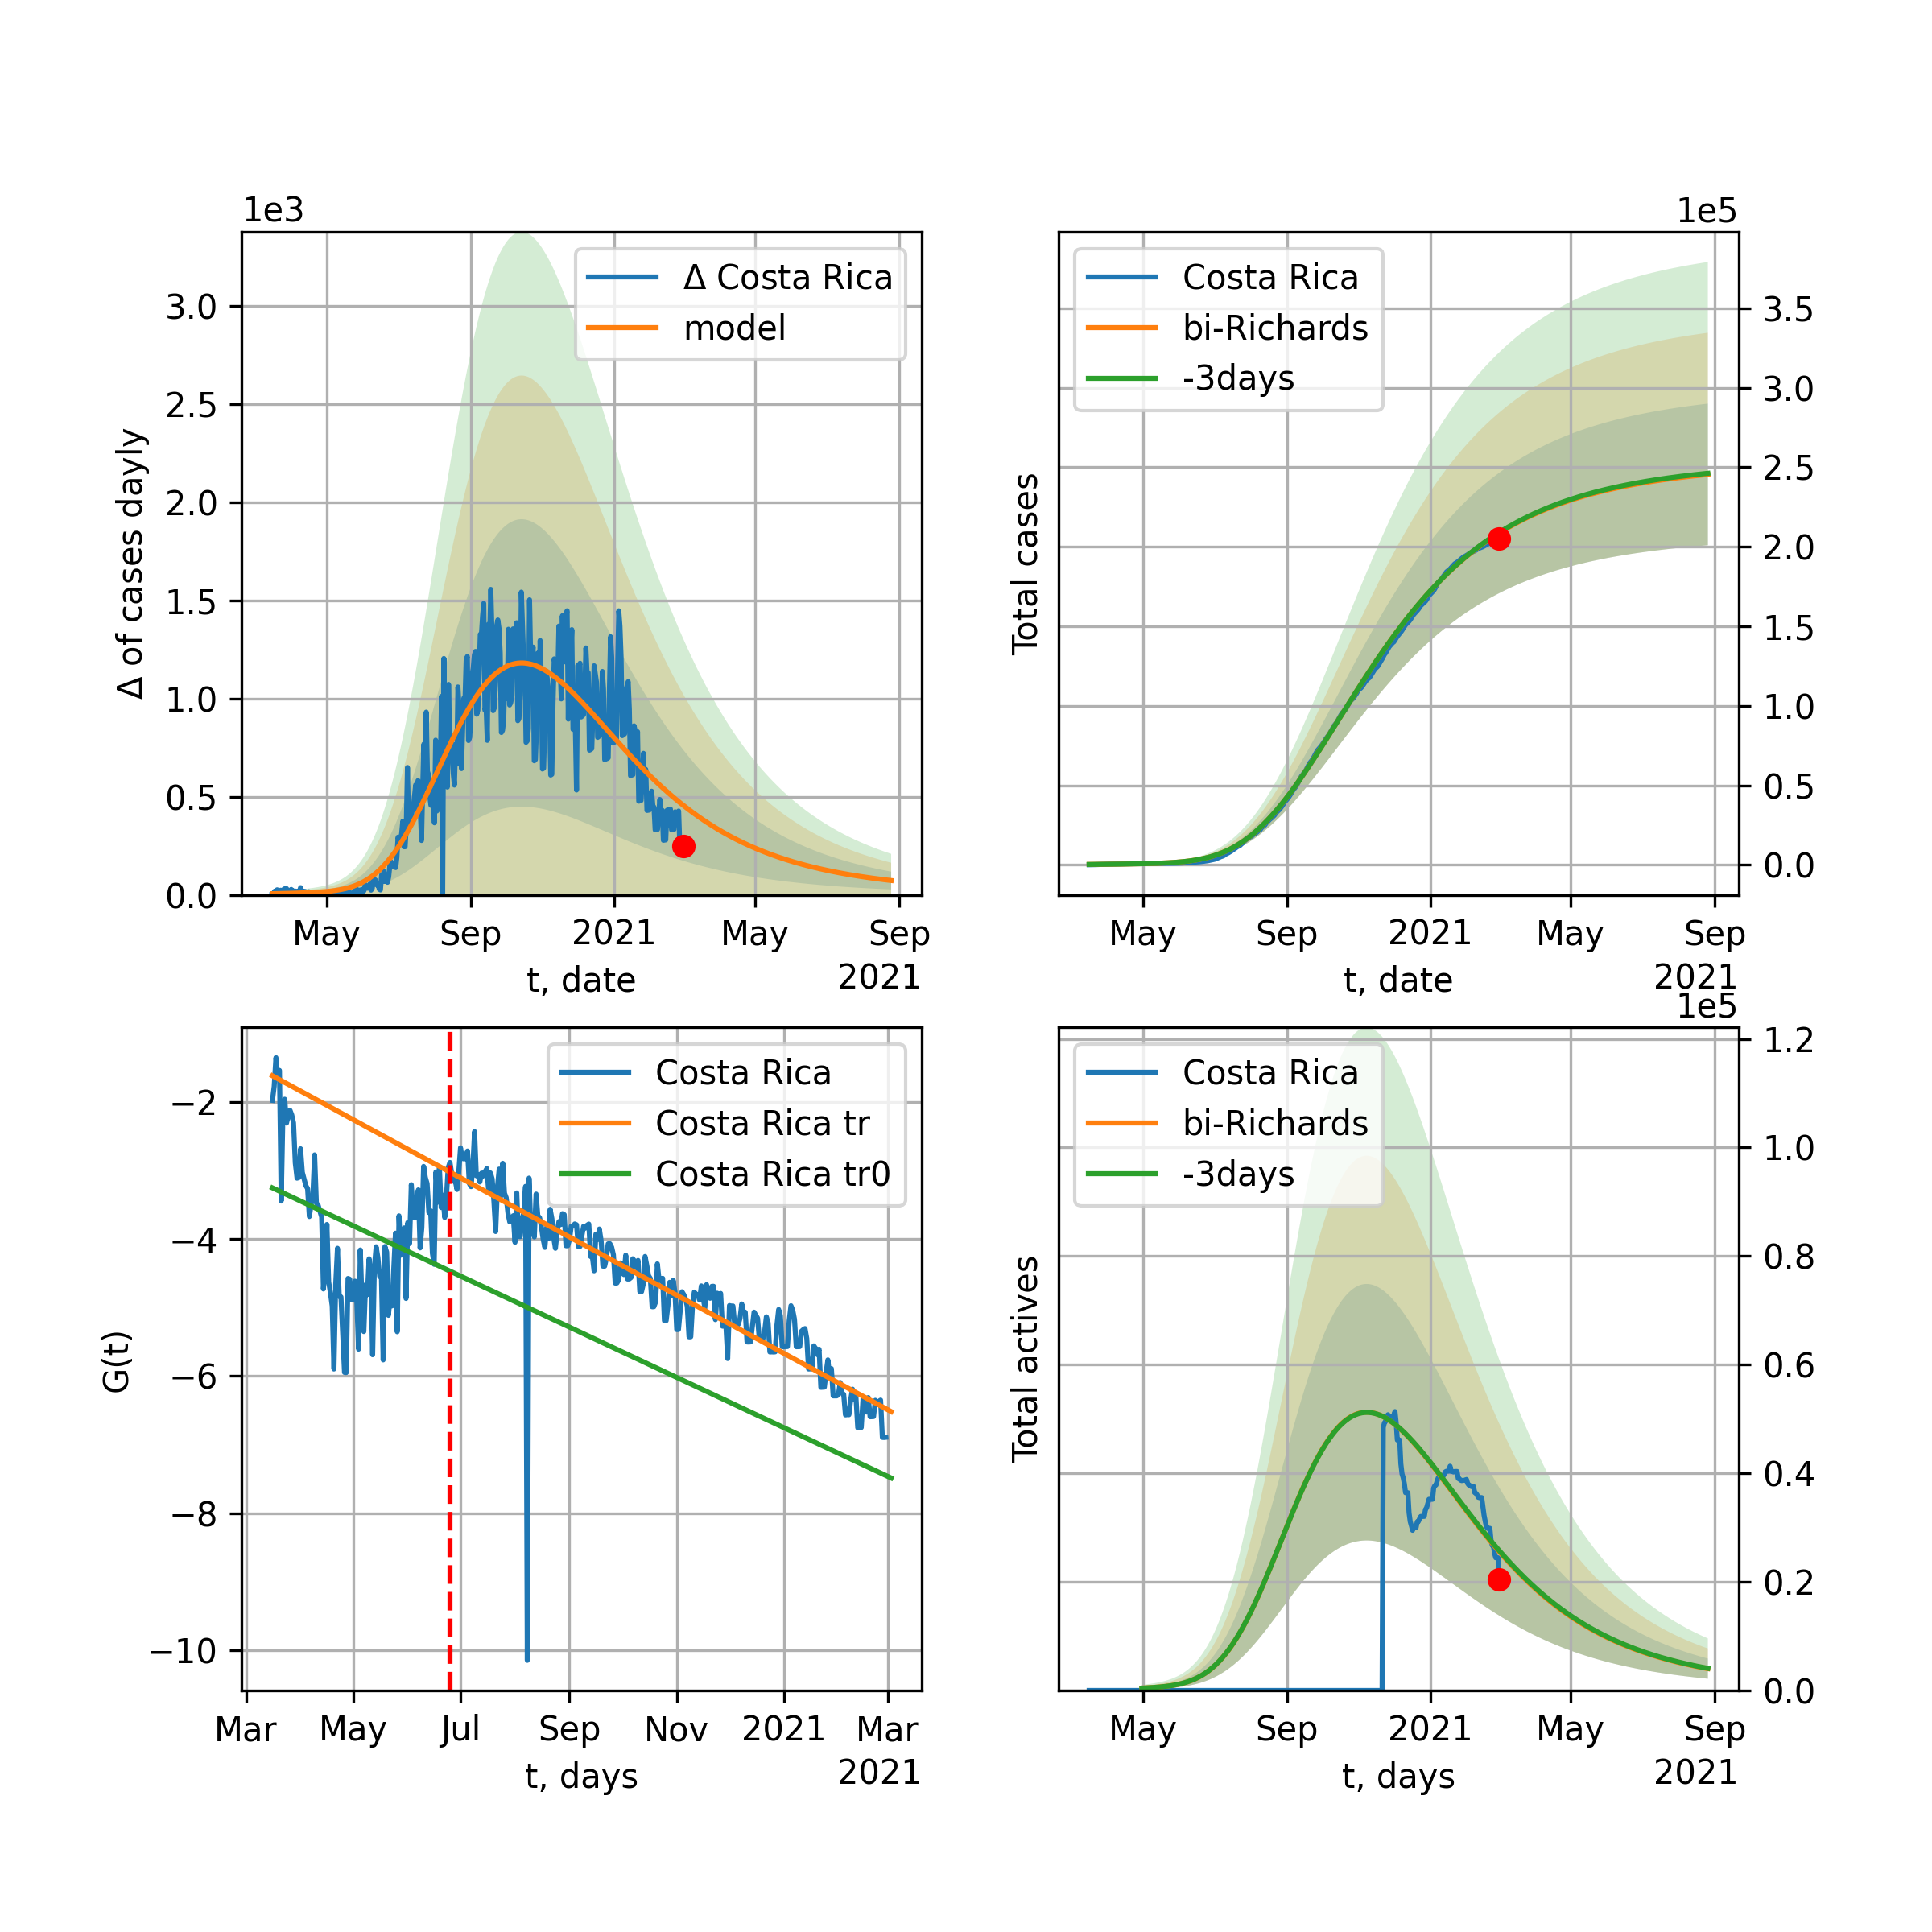 1e3
Δ Costa Rica
model
3.0
2.5
2.0
1.5
1.0
0.5
0.0
Δ of cases dayly
May Sep 2021 May Sep
2021
t, date
1e5
Costa Rica
bi-Richards
-3days
3.5
3.0
2.5
2.0
1.5
1.0
0.5
0.0
Total cases
May Sep 2021 May Sep
2021
t, date
Costa Rica
Costa Rica tr
Costa Rica tr0
−2
−4
−6
−8
−10
G(t)
Mar May Jul Sep Nov 2021 Mar
2021
t, days
1e5
Costa Rica
bi-Richards
-3days
1.2
1.0
0.8
0.6
0.4
0.2
0.0
Total actives
May Sep 2021 May Sep
2021
t, days